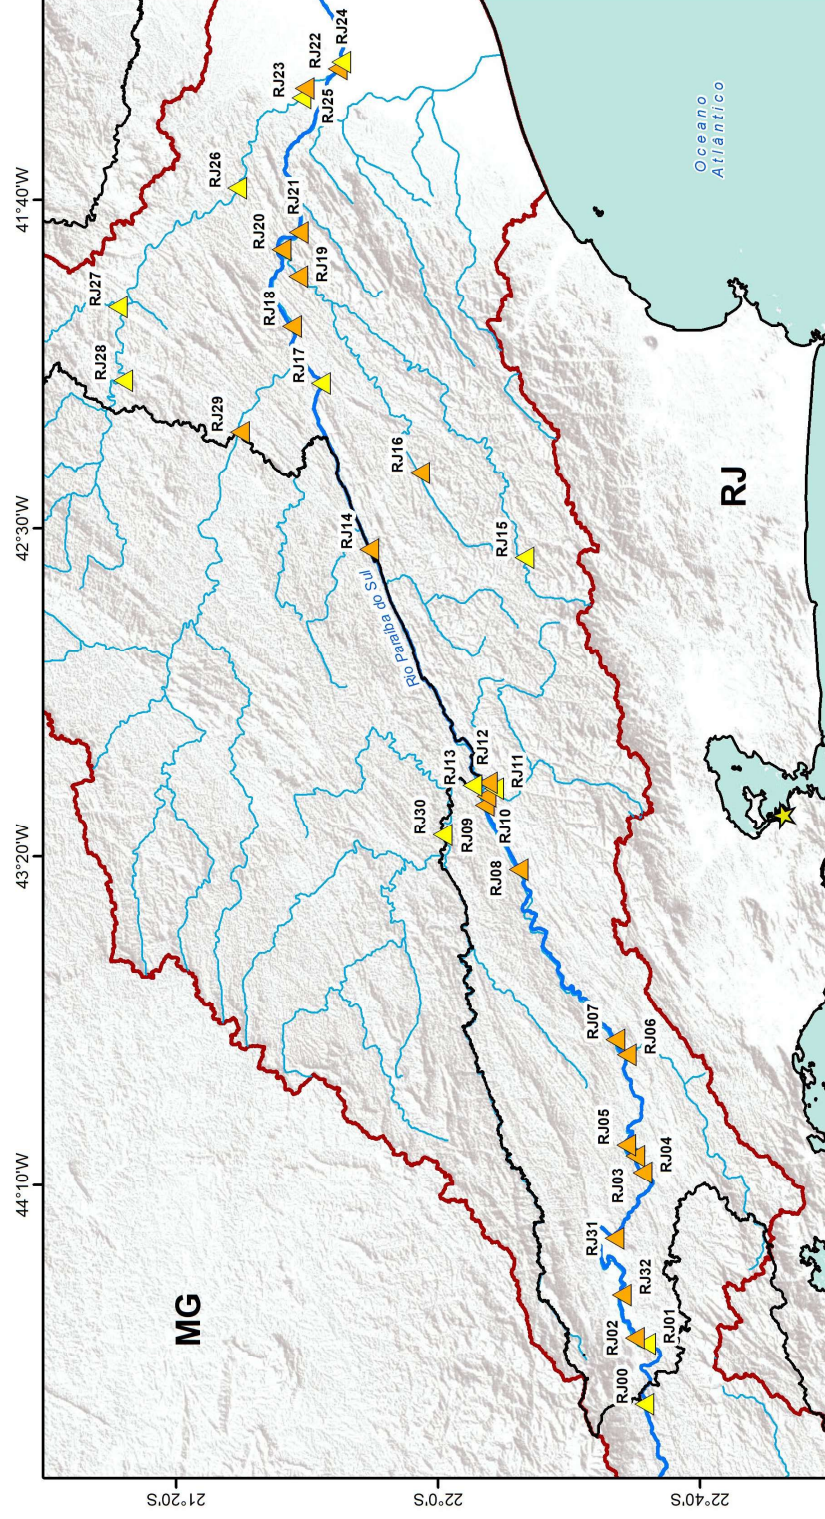 41°40'W
42°30'W
43°20'W
44°10'W
21°20'S
22°0'S
22°40'S
MG
RJ
Oceano
Atlântico
Rio Paraíba do Sul
RJ24
RJ22
RJ23
RJ25
RJ26
RJ21
RJ20
RJ19
RJ18
RJ27
RJ28
RJ17
RJ29
RJ16
RJ14
RJ15
RJ12
RJ13
RJ11
RJ30
RJ09
RJ10
RJ08
RJ07
RJ06
RJ05
RJ04
RJ03
RJ31
RJ32
RJ02
RJ01
RJ00